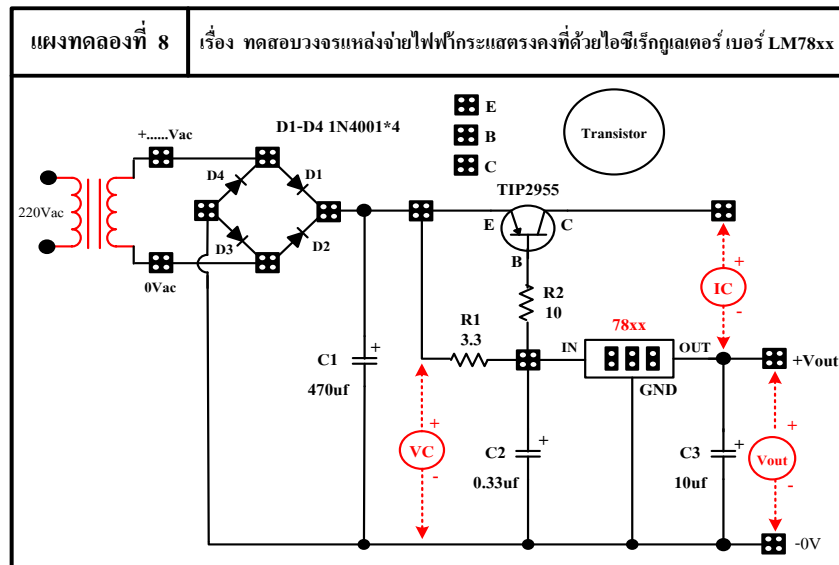 แผงทดลองที่ 8
เรื่อง ทดสอบวงจรแหล่งจ่ายไฟฟ้ากระแสตรงคงที่ด้วยไอซีเร็กกูเลเตอร์ เบอร์ LM78xx
+......Vac
D1-D4 1N4001*4
E
B
C
Transistor
TIP2955
220Vac
D4
D1
D3
D2
0Vac
E
C
B
R2
10
IC
+
-
R1
3.3
78xx
IN
OUT
GND
+Vout
C1
470uf
+
VC
+
-
C2
0.33uf
+
C3
10uf
+
Vout
+
-
-0V